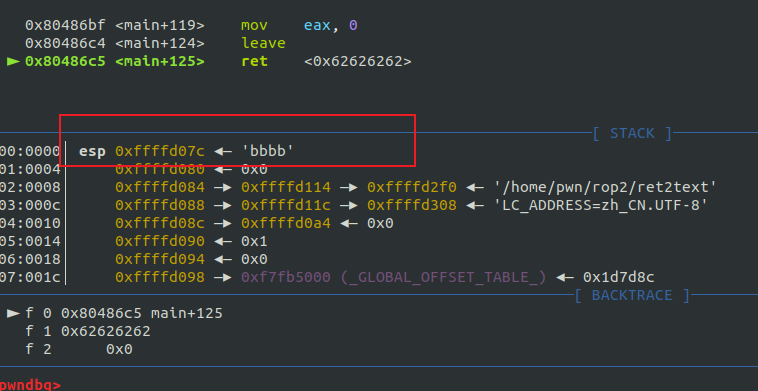 0x80486bf <main+119> mov eax, 0
0x80486c4 <main+124> leave
► 0x80486c5 <main+125> ret <0x62626262>
[ STACK ]
00:0000│ esp 0xffffd07c ◂— 'bbbb'
01:0004│ 0xffffd080 ◂— 0x0
02:0008│ 0xffffd084 —▸ 0xffffd114 —▸ 0xffffd2f0 ◂— '/home/pwn/rop2/ret2text'
03:000c│ 0xffffd088 —▸ 0xffffd11c —▸ 0xffffd308 ◂— 'LC_ADDRESS=zh_CN.UTF-8'
04:0010│ 0xffffd08c —▸ 0xffffd0a4 ◂— 0x0
05:0014│ 0xffffd090 ◂— 0x1
06:0018│ 0xffffd094 ◂— 0x0
07:001c│ 0xffffd098 —▸ 0xf7fb5000 (_GLOBAL_OFFSET_TABLE_) ◂— 0x1d7d8c
[ BACKTRACE ]
► f 0 0x80486c5 main+125
f 1 0x62626262
f 2 0x0
pwndbg>